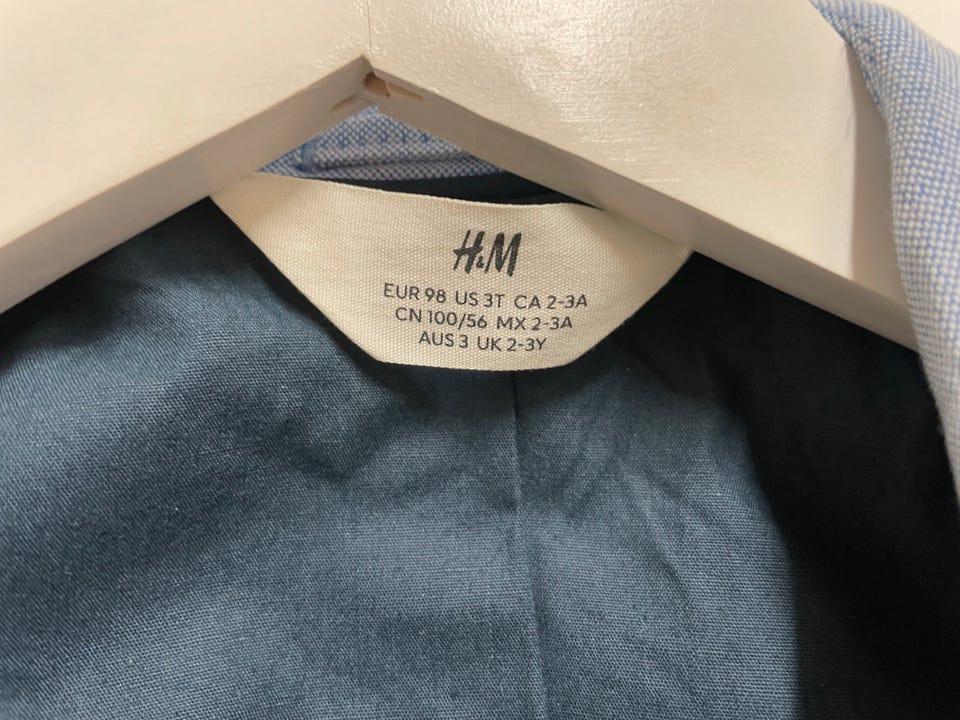 H&M
EUR 98 US 3T CA 2-3A
CN 100/56 MX 2-3A
AUS 3 UK 2-3Y